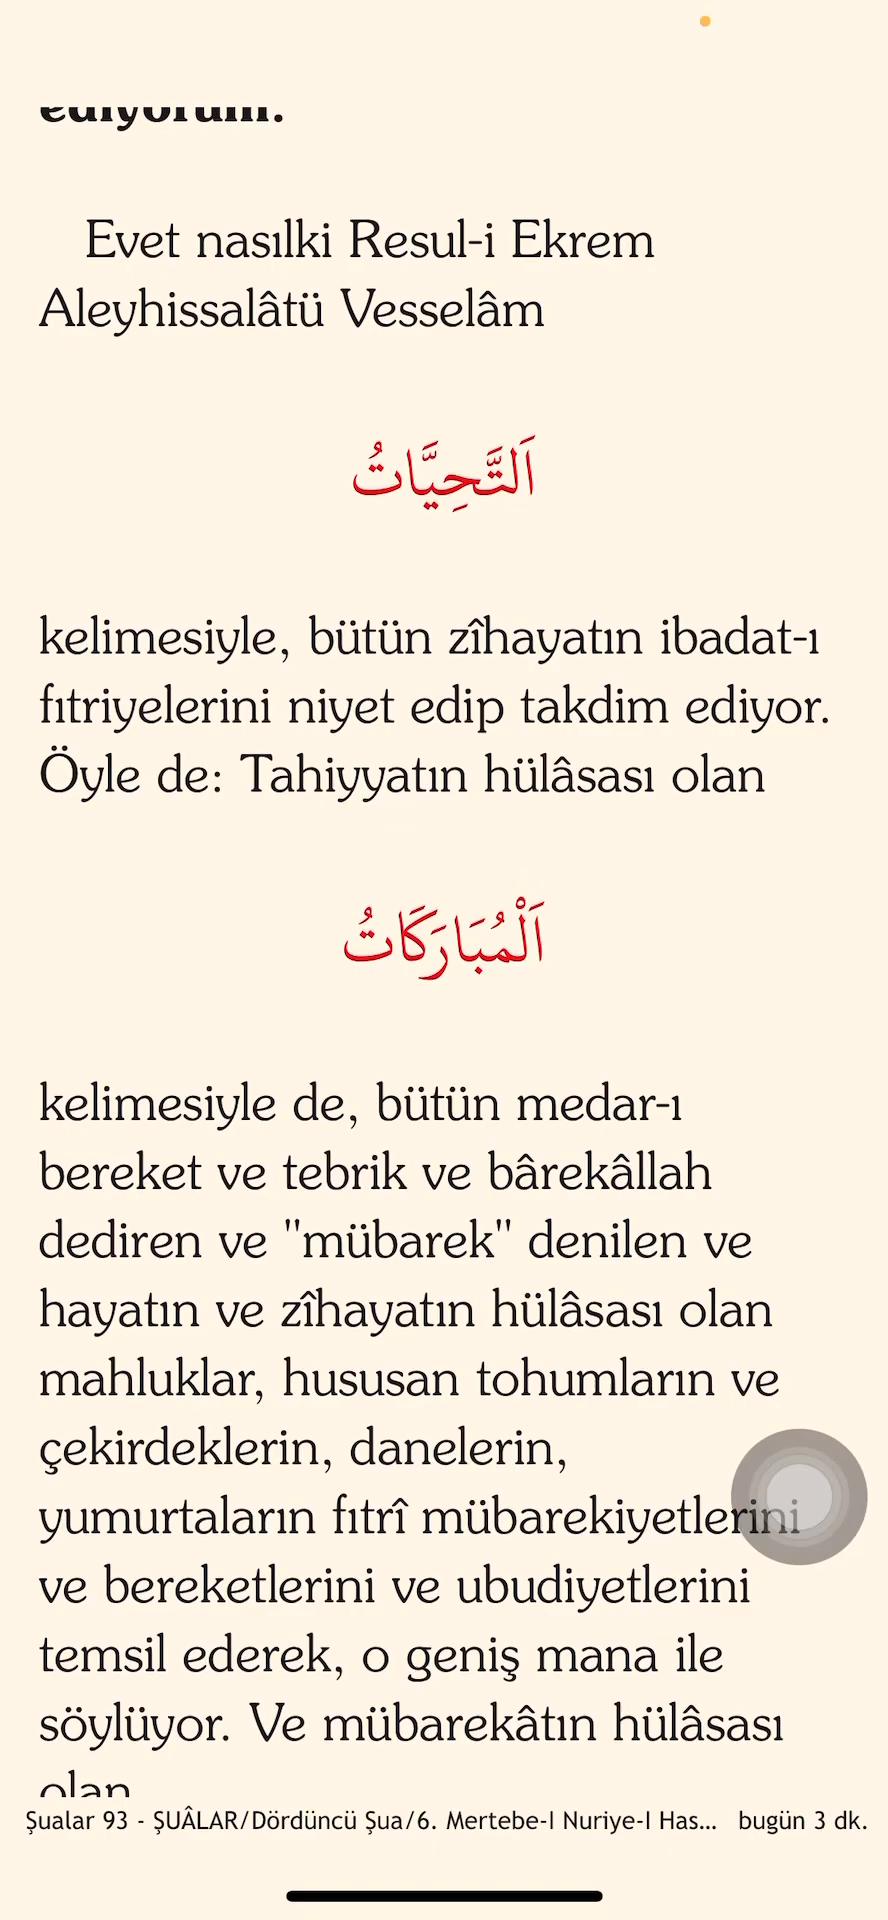 ediyorum.
Evet nasılki Resul-i Ekrem
Aleyhissalâtü Vesselâm
اَلتَّحِيَّاتُ
kelimesiyle, bütün zîhayatın ibadat-ı
fıtriyelerini niyet edip takdim ediyor.
Öyle de: Tahiyyatın hülâsası olan
اَلْمُبَارَكَاتُ
kelimesiyle de, bütün medar-ı
bereket ve tebrik ve bârekâllah
dediren ve "mübarek" denilen ve
hayatın ve zîhayatın hülâsası olan
mahluklar, hususan tohumların ve
çekirdeklerin, danelerin,
yumurtaların fıtrî mübarekiyetlerini
ve bereketlerini ve ubudiyetlerini
temsil ederek, o geniş mana ile
söylüyor. Ve mübarekâtın hülâsası
olan
Şualar 93 - ŞUÂLAR/Dördüncü Şua/6. Mertebe-I Nuriye-I Has... bugün 3 dk.